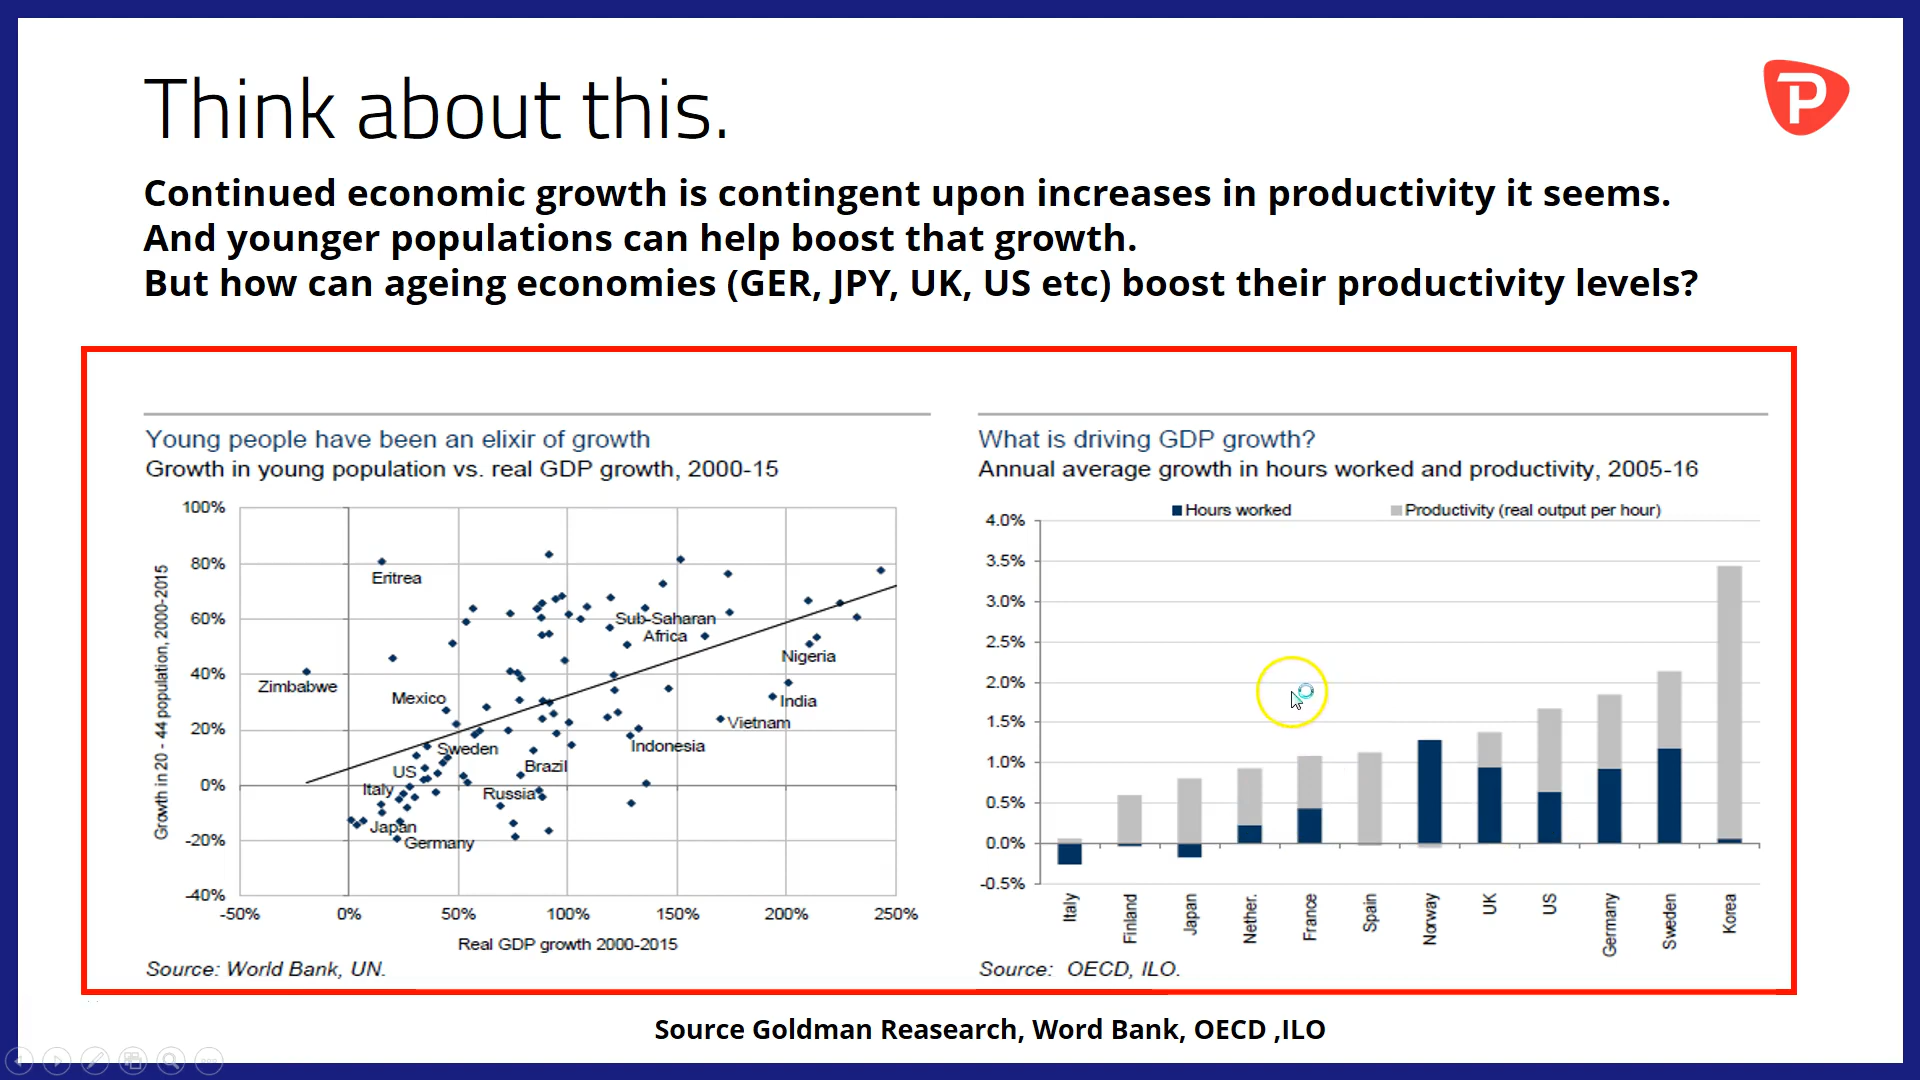 Think about this.
P
Continued economic growth is contingent upon increases in productivity it seems.
And younger populations can help boost that growth.
But how can ageing economies (GER, JPY, UK, US etc) boost their productivity levels?
Young people have been an elixir of growth
Growth in young population vs. real GDP growth, 2000-15
Growth in 20 - 44 population, 2000-2015
100%
80%
60%
40%
20%
0%
-20%
-40%
Eritrea
Sub-Saharan
Africa
Nigeria
Zimbabwe
Mexico
India
Vietnam
Sweden
Indonesia
US
Brazil
Italy
Russia
Japan
Germany
-50%
0%
50%
100%
150%
200%
250%
Real GDP growth 2000-2015
Source: World Bank, UN.
What is driving GDP growth?
Annual average growth in hours worked and productivity, 2005-16
Hours worked
Productivity (real output per hour)
4.0%
3.5%
3.0%
2.5%
2.0%
1.5%
1.0%
0.5%
0.0%
-0.5%
Italy
Finland
Japan
Nether.
France
Spain
Norway
UK
US
Germany
Sweden
Korea
Source: OECD, ILO.
Source Goldman Reasearch, Word Bank, OECD ,ILO